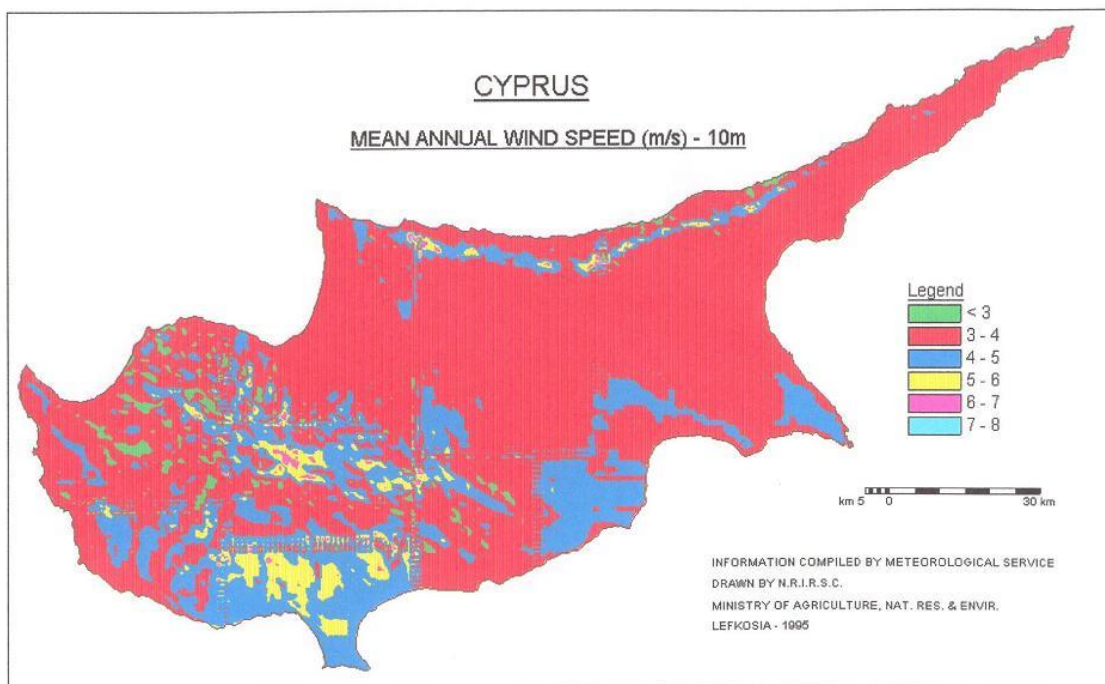 CYPRUS
MEAN ANNUAL WIND SPEED (m/s) - 10m
Legend
< 3
3 - 4
4 - 5
5 - 6
6 - 7
7 - 8
km 5 0 30 km
INFORMATION COMPILED BY METEOROLOGICAL SERVICE
DRAWN BY N.R.I.R.S.C.
MINISTRY OF AGRICULTURE, NAT. RES. & ENVIR.
LEFKOSIA - 1995